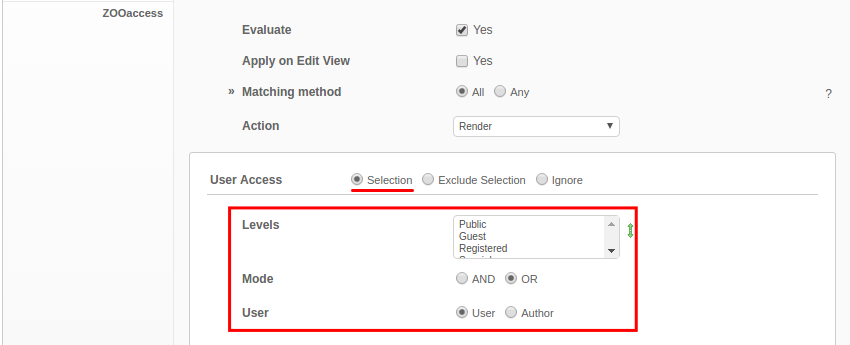 ZOOaccess
Evaluate Yes
Apply on Edit View Yes
» Matching method All Any ?
Action Render
User Access Selection Exclude Selection Ignore
Levels Public
Guest
Registered
Mode AND OR
User User Author